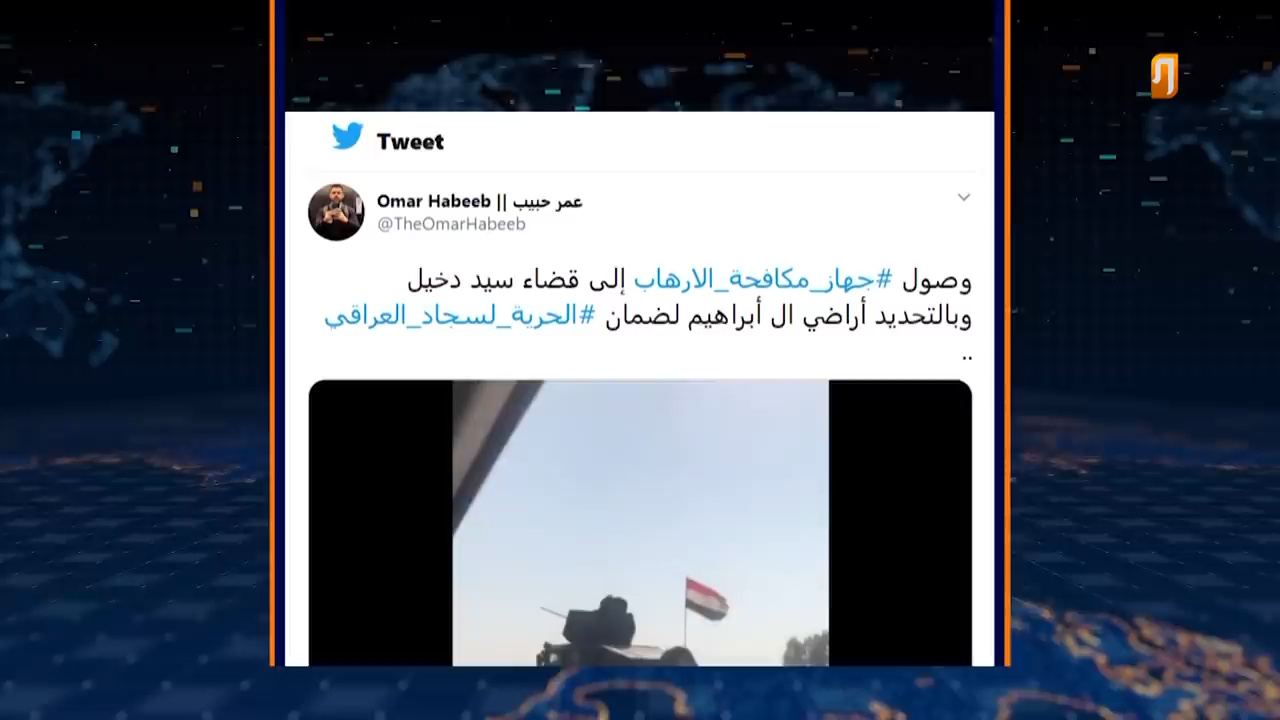 Tweet
Omar Habeeb || عمر حبيب
@TheOmarHabeeb
وصول #جهاز_مكافحة_الارهاب إلى قضاء سيد دخيل
وبالتحديد أراضي ال أبراهيم لضمان #الحرية_لسجاد_العراقي
..